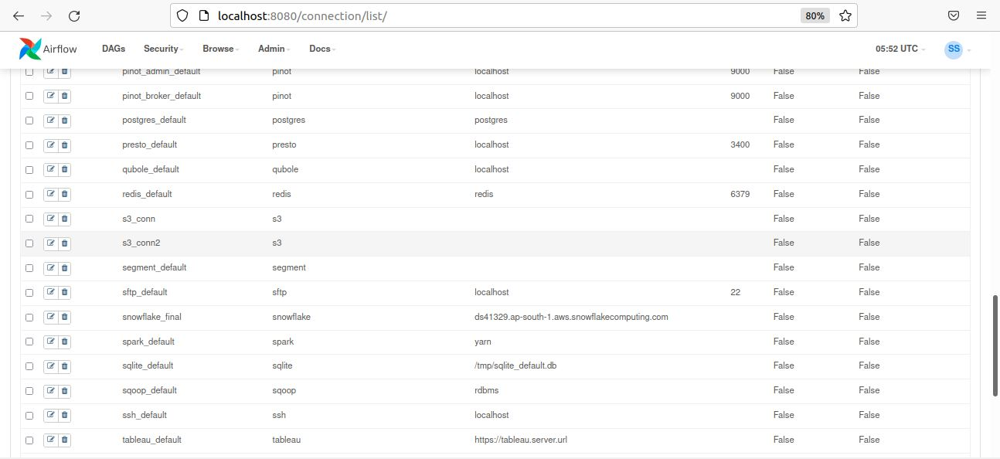 localhost:8080/connection/list/ 80%
Airflow DAGs Security Browse Admin Docs 05:52 UTC SS
pinot_admin_default pinot localhost 9000 False False
pinot_broker_default pinot localhost 9000 False False
postgres_default postgres postgres False False
presto_default presto localhost 3400 False False
qubole_default qubole localhost False False
redis_default redis redis 6379 False False
s3_conn s3 False False
s3_conn2 s3 False False
segment_default segment False False
sftp_default sftp localhost 22 False False
snowflake_final snowflake ds41329.ap-south-1.aws.snowflakecomputing.com False False
spark_default spark yarn False False
sqlite_default sqlite /tmp/sqlite_default.db False False
sqoop_default sqoop rdbms False False
ssh_default ssh localhost False False
tableau_default tableau https://tableau.server.url False False